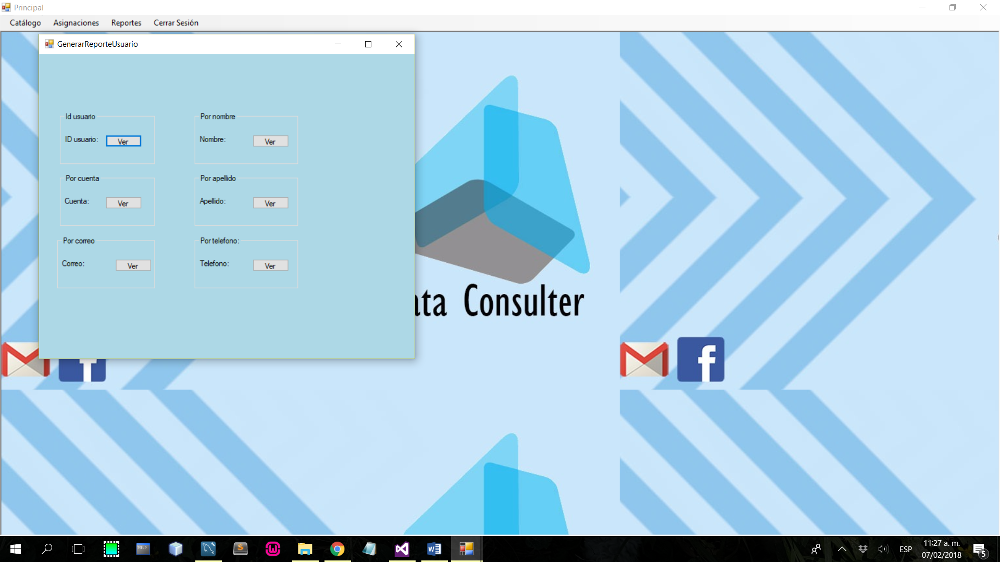 Principal
Catálogo Asignaciones Reportes Cerrar Sesión
GenerarReporteUsuario
Id usuario
ID usuario: Ver
Por nombre
Nombre: Ver
Por cuenta
Cuenta: Ver
Por apellido
Apellido: Ver
Por correo
Correo: Ver
Por telefono:
Telefono: Ver
ata Consulter
f
SQL>
S
W
ESP
11:27 a. m.
07/02/2018
5